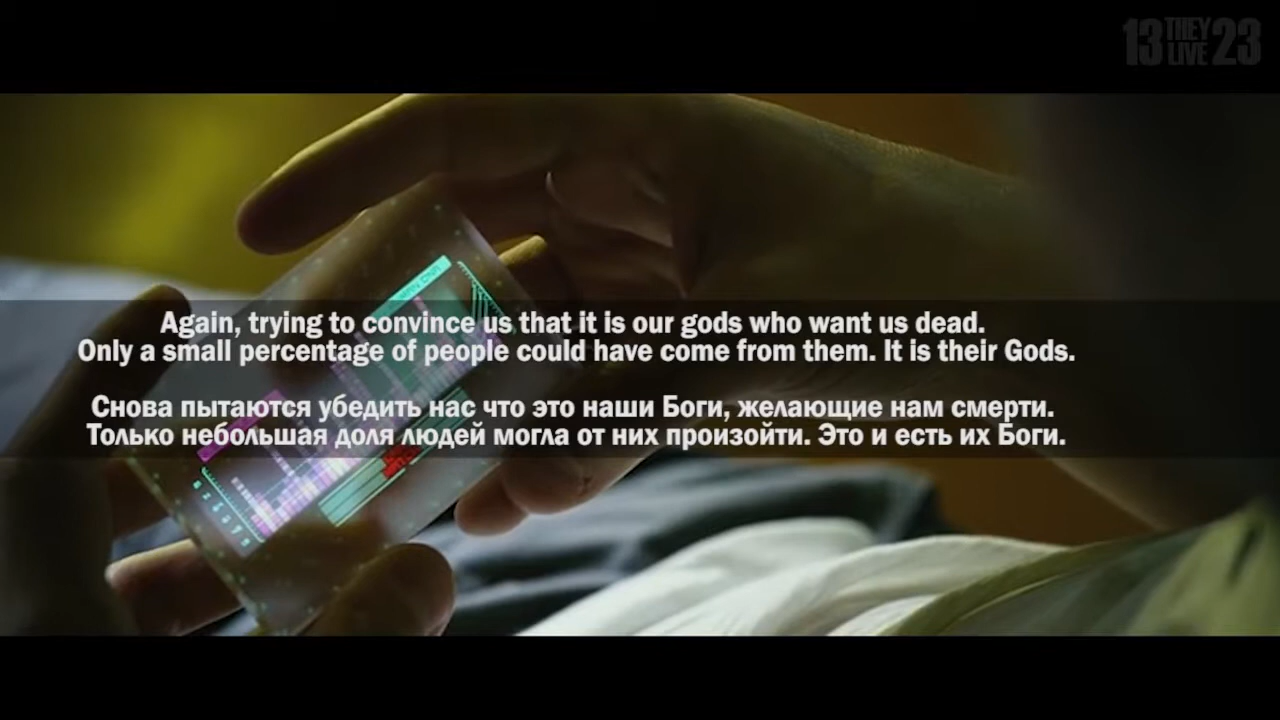 13 THEY LIVE 23
Again, trying to convince us that it is our gods who want us dead.
Only a small percentage of people could have come from them. It is their Gods.
Снова пытаются убедить нас что это наши Боги, желающие нам смерти.
Только небольшая доля людей могла от них произойти. Это и есть их Боги.